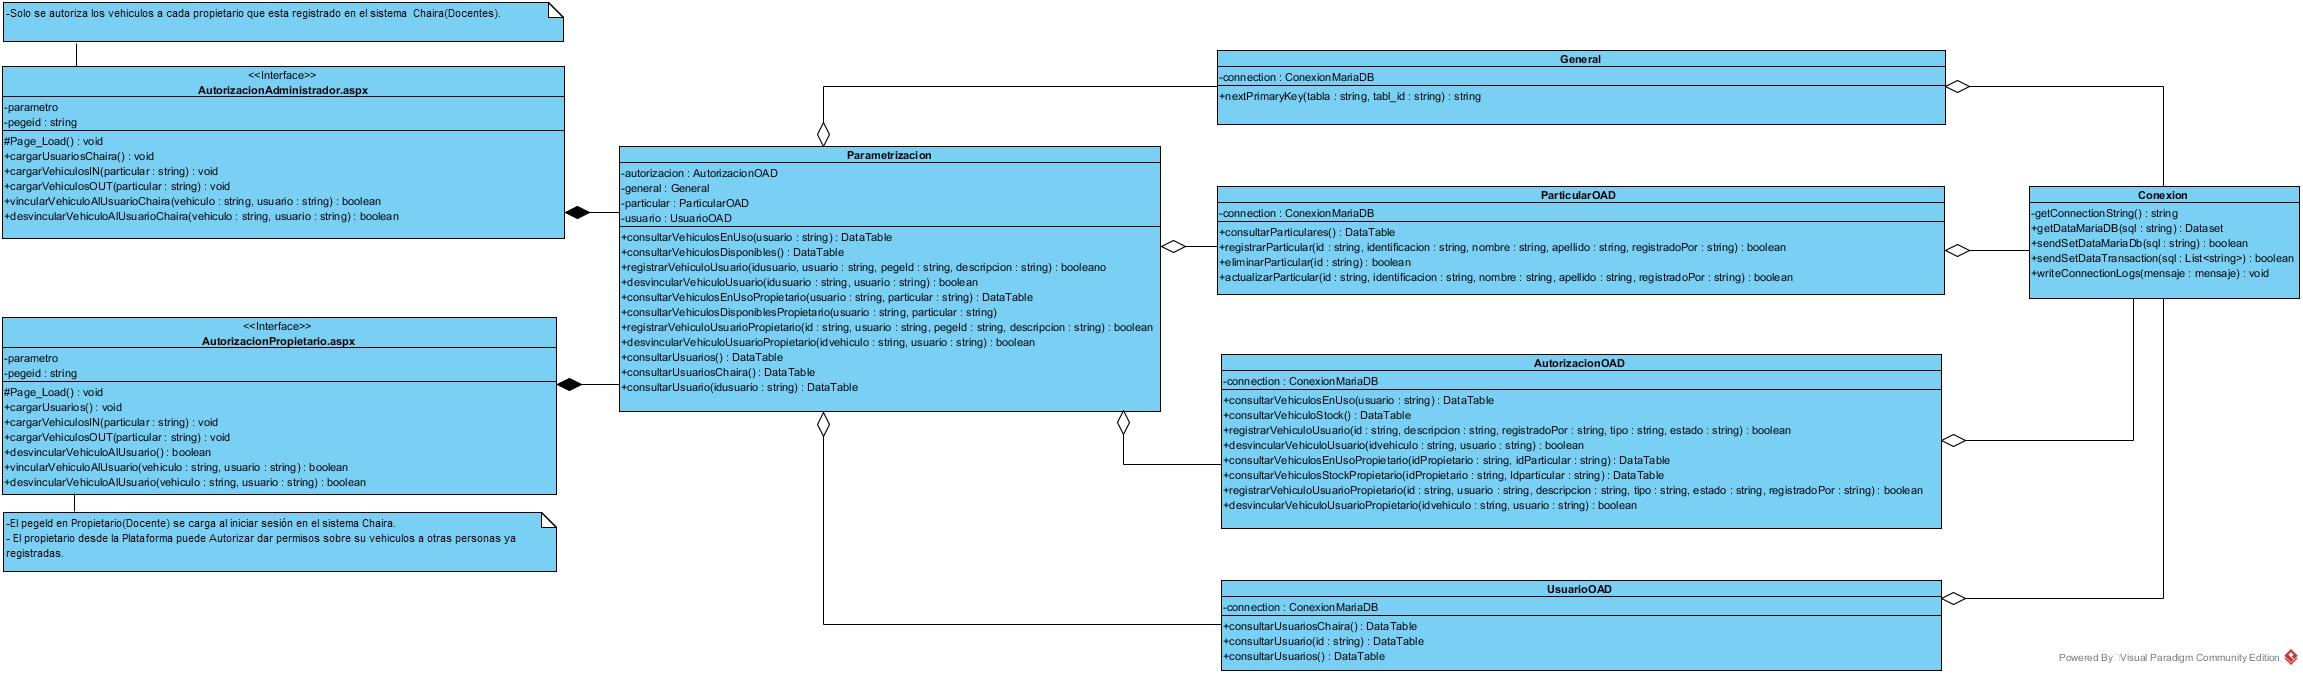 -Solo se autoriza los vehiculos a cada propietario que esta registrado en el sistema  Chaira(Docentes).
<<Interface>>
AutorizacionAdministrador.aspx
-parametro
-pegeid : string
#Page_Load() : void
+cargarUsuariosChaira() : void
+cargarVehiculosIN(particular : string) : void
+cargarVehiculosOUT(particular : string) : void
+vincularVehiculoAlUsuarioChaira(vehiculo : string, usuario : string) : boolean
+desvincularVehiculoAlUsuarioChaira(vehiculo : string, usuario : string) : boolean
<<Interface>>
AutorizacionPropietario.aspx
-parametro
-pegeid : string
#Page_Load() : void
+cargarUsuarios() : void
+cargarVehiculosIN(particular : string) : void
+cargarVehiculosOUT(particular : string) : void
+desvincularVehiculoAlUsuario() : boolean
+vincularVehiculoAlUsuario(vehiculo : string, usuario : string) : boolean
+desvincularVehiculoAlUsuario(vehiculo : string, usuario : string) : boolean
-El pegeId en Propietario(Docente) se carga al iniciar sesión en el sistema Chaira.
- El propietario desde la Plataforma puede Autorizar dar permisos sobre su vehiculos a otras personas ya
registradas.
Parametrizacion
-autorizacion : AutorizacionOAD
-general : General
-particular : ParticularOAD
-usuario : UsuarioOAD
+consultarVehiculosEnUso(usuario : string) : DataTable
+consultarVehiculosDisponibles() : DataTable
+registrarVehiculoUsuario(idusuario, usuario : string, pegeId : string, descripcion : string) : booleano
+desvincularVehiculoUsuario(idusuario : string, usuario : string) : boolean
+consultarVehiculosEnUsoPropietario(usuario : string, particular : string) : DataTable
+consultarVehiculosDisponiblesPropietario(usuario : string, particular : string)
+registrarVehiculoUsuarioPropietario(id : string, usuario : string, pegeId : string, descripcion : string) : boolean
+desvincularVehiculoUsuarioPropietario(idvehiculo : string, usuario : string) : boolean
+consultarUsuarios() : DataTable
+consultarUsuariosChaira() : DataTable
+consultarUsuario(idusuario : string) : DataTable
General
-connection : ConexionMariaDB
+nextPrimaryKey(tabla : string, tabl_id : string) : string
ParticularOAD
-connection : ConexionMariaDB
+consultarParticulares() : DataTable
+registrarParticular(id : string, identificacion : string, nombre : string, apellido : string, registradoPor : string) : boolean
+eliminarParticular(id : string) : boolean
+actualizarParticular(id : string, identificacion : string, nombre : string, apellido : string, registradoPor : string) : boolean
AutorizacionOAD
-connection : ConexionMariaDB
+consultarVehiculosEnUso(usuario : string) : DataTable
+consultarVehiculoStock() : DataTable
+registrarVehiculoUsuario(id : string, descripcion : string, registradoPor : string, tipo : string, estado : string) : boolean
+desvincularVehiculoUsuario(idvehiculo : string, usuario : string) : boolean
+consultarVehiculosEnUsoPropietario(idPropietario : string, idParticular : string) : DataTable
+consultarVehiculosStockPropietario(idPropietario : string, Idparticular : string) : DataTable
+registrarVehiculoUsuarioPropietario(id : string, usuario : string, descripcion : string, tipo : string, estado : string, registradoPor : string) : boolean
+desvincularVehiculoUsuarioPropietario(idvehiculo : string, usuario : string) : boolean
UsuarioOAD
-connection : ConexionMariaDB
+consultarUsuariosChaira() : DataTable
+consultarUsuario(id : string) : DataTable
+consultarUsuarios() : DataTable
Conexion
-getConnectionString() : string
+getDataMariaDB(sql : string) : Dataset
+sendSetDataMariaDb(sql : string) : boolean
+sendSetDataTransaction(sql : List<string>) : boolean
+writeConnectionLogs(mensaje : mensaje) : void
Powered By Visual Paradigm Community Edition